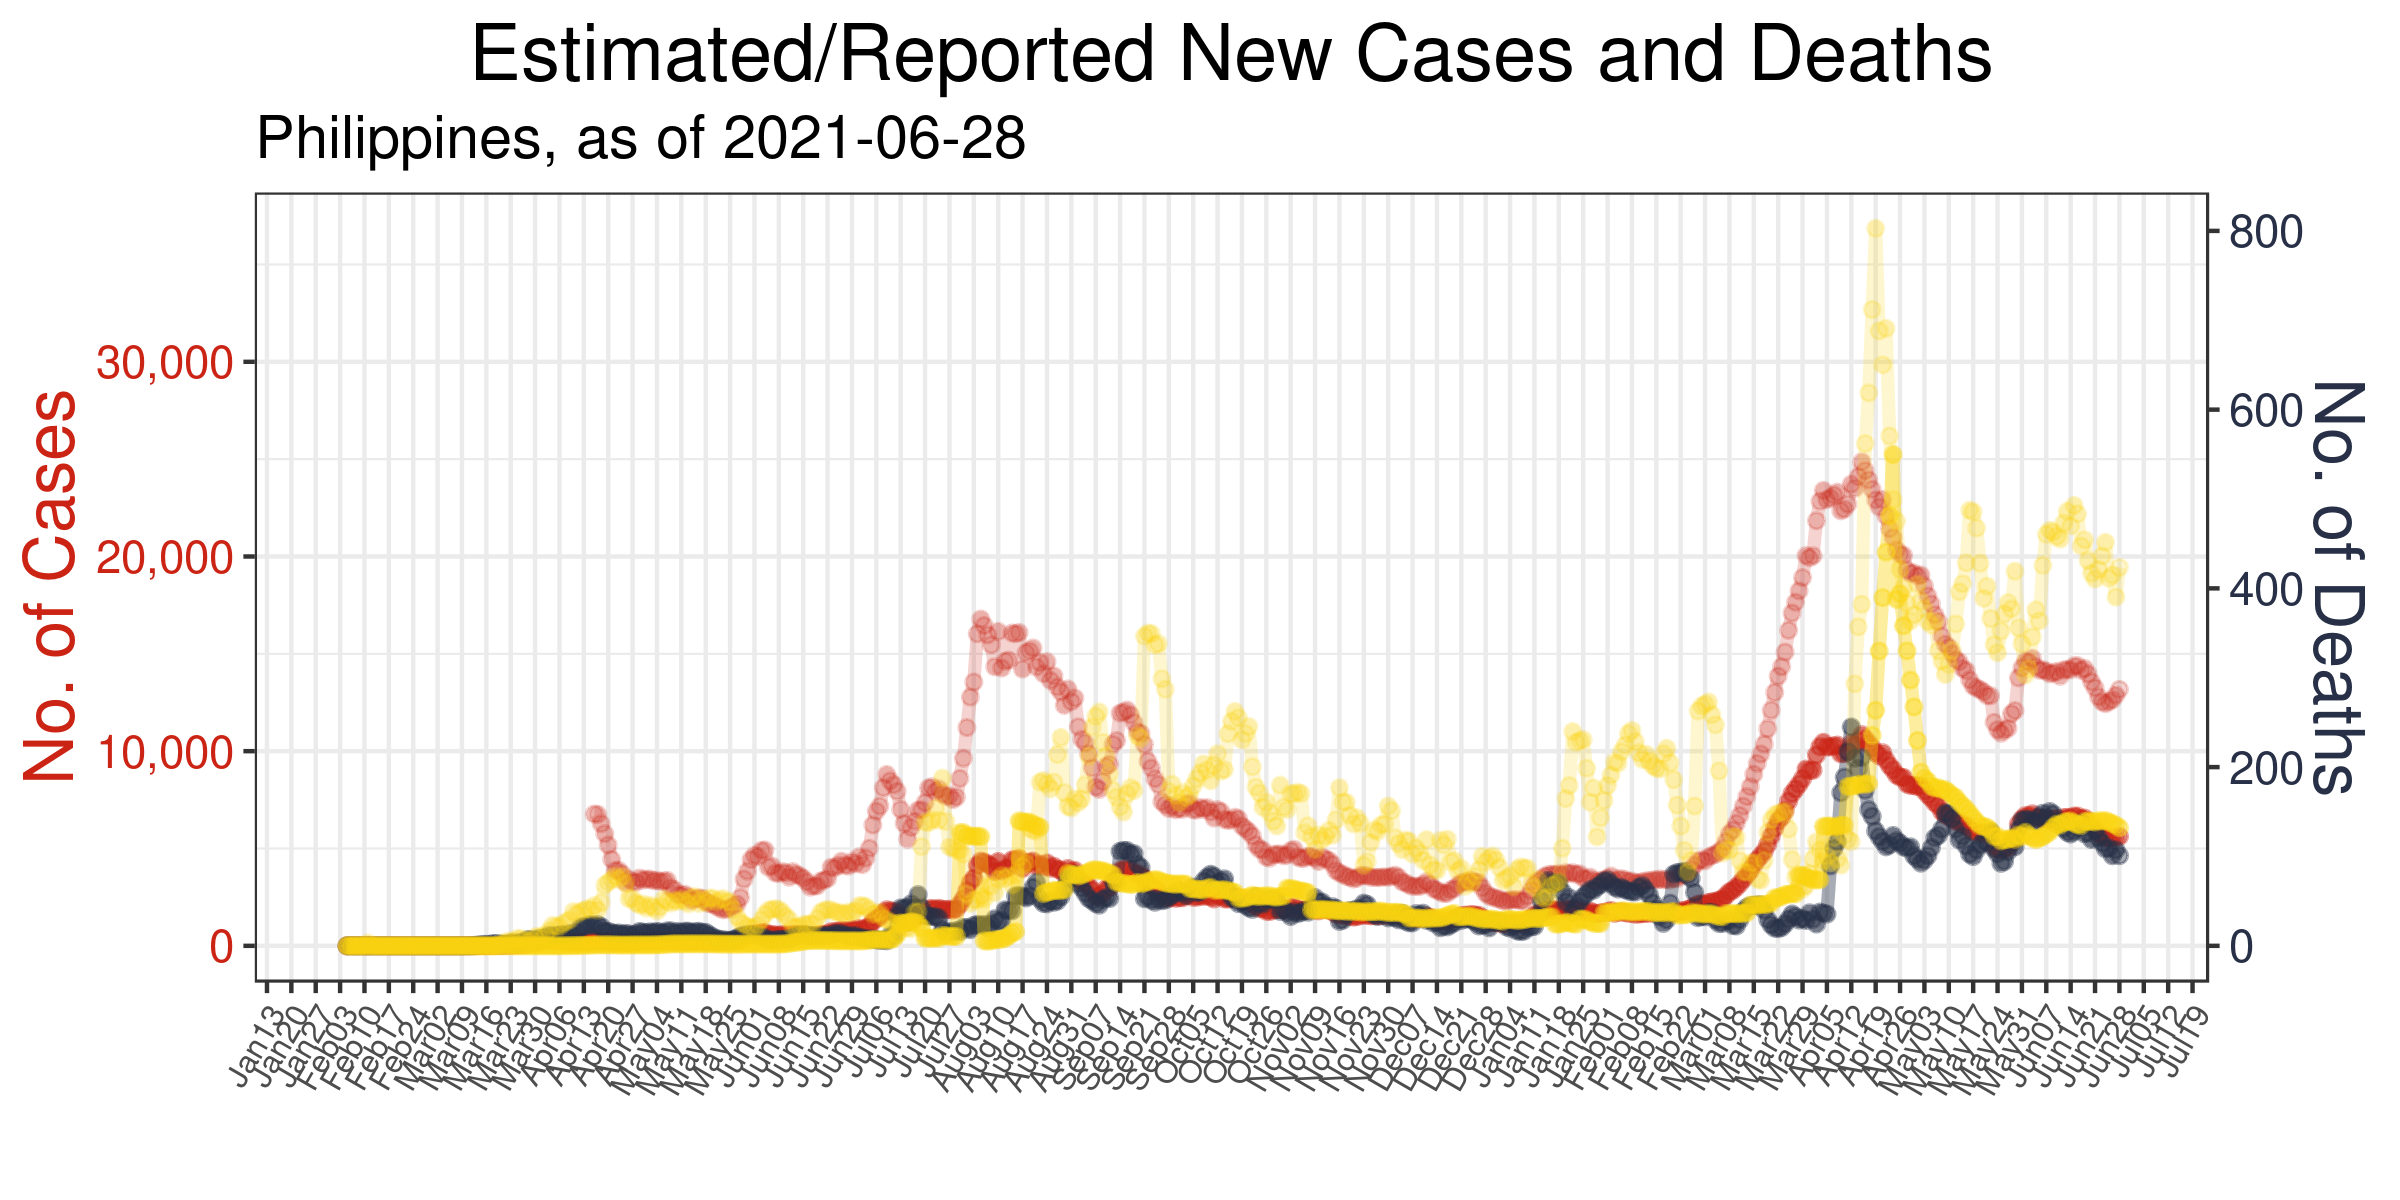 Estimated/Reported New Cases and Deaths
Philippines, as of 2021-06-28
No. of Cases
30,000
20,000
10,000
0
800
600
400
200
0
No. of Deaths
Jan13
Jan20
Jan27
Feb03
Feb10
Feb17
Feb24
Mar02
Mar09
Mar16
Mar23
Mar30
Apr06
Apr13
Apr20
Apr27
May04
May11
May18
May25
Jun01
Jun08
Jun15
Jun22
Jun29
Jul06
Jul13
Jul20
Jul27
Aug03
Aug10
Aug17
Aug24
Aug31
Sep07
Sep14
Sep21
Sep28
Oct05
Oct12
Oct19
Oct26
Nov02
Nov09
Nov16
Nov23
Nov30
Dec07
Dec14
Dec21
Dec28
Jan04
Jan11
Jan18
Jan25
Feb01
Feb08
Feb15
Feb22
Mar01
Mar08
Mar15
Mar22
Mar29
Apr05
Apr12
Apr19
Apr26
May03
May10
May17
May24
May31
Jun07
Jun14
Jun21
Jun28
Jul05
Jul12
Jul19